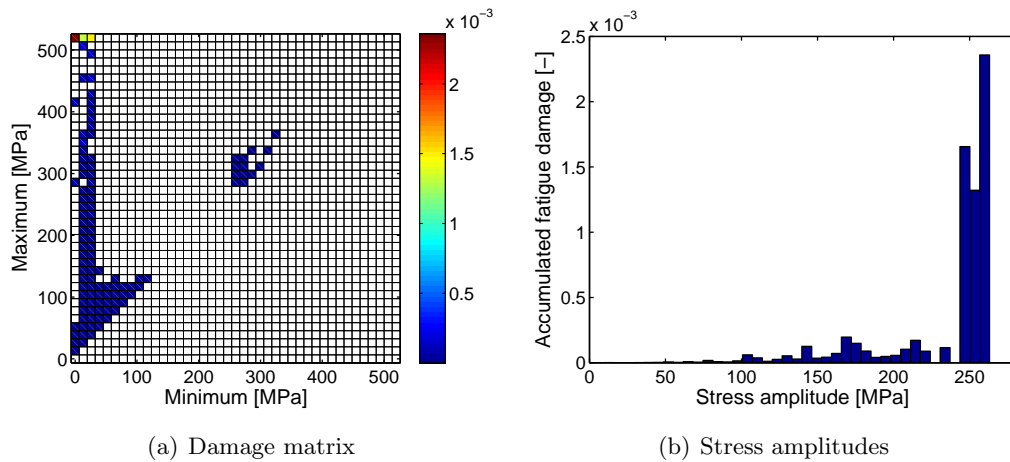 x 10⁻³
500
400
300
200
100
0
Maximum [MPa]
0 100 200 300 400 500
Minimum [MPa]
2
1.5
1
0.5
(a) Damage matrix
x 10⁻³
2.5
2
1.5
1
0.5
0
Accumulated fatigue damage [−]
0 50 100 150 200 250
Stress amplitude [MPa]
(b) Stress amplitudes